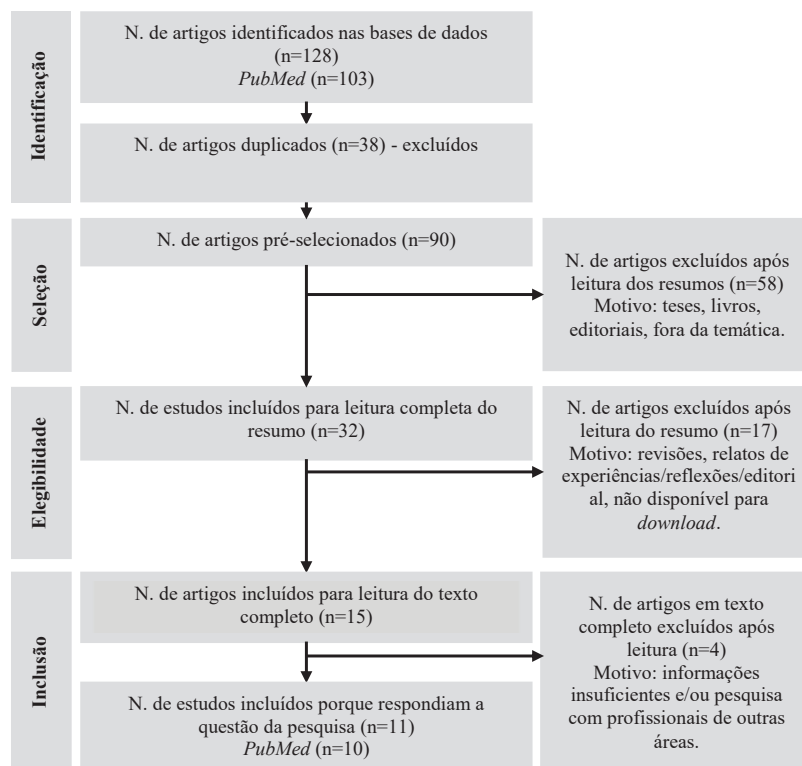 Identificação
N. de artigos identificados nas bases de dados
(n=128)
PubMed (n=103)
N. de artigos duplicados (n=38) - excluídos
Seleção
N. de artigos pré-selecionados (n=90)
N. de artigos excluídos após
leitura dos resumos (n=58)
Motivo: teses, livros,
editoriais, fora da temática.
Elegibilidade
N. de estudos incluídos para leitura completa do
resumo (n=32)
N. de artigos excluídos após
leitura do resumo (n=17)
Motivo: revisões, relatos de
experiências/reflexões/editori
al, não disponível para
download.
Inclusão
N. de artigos incluídos para leitura do texto
completo (n=15)
N. de artigos em texto
completo excluídos após
leitura (n=4)
Motivo: informações
insuficientes e/ou pesquisa
com profissionais de outras
áreas.
N. de estudos incluídos porque respondiam a
questão da pesquisa (n=11)
PubMed (n=10)